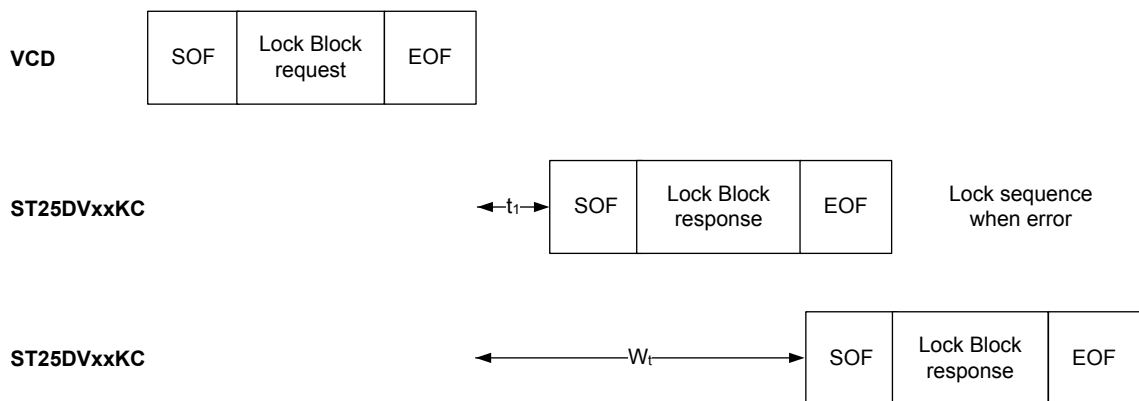 VCD
SOF
Lock Block
request
EOF
ST25DVxxKC
t1
SOF
Lock Block
response
EOF
Lock sequence
when error
ST25DVxxKC
Wt
SOF
Lock Block
response
EOF